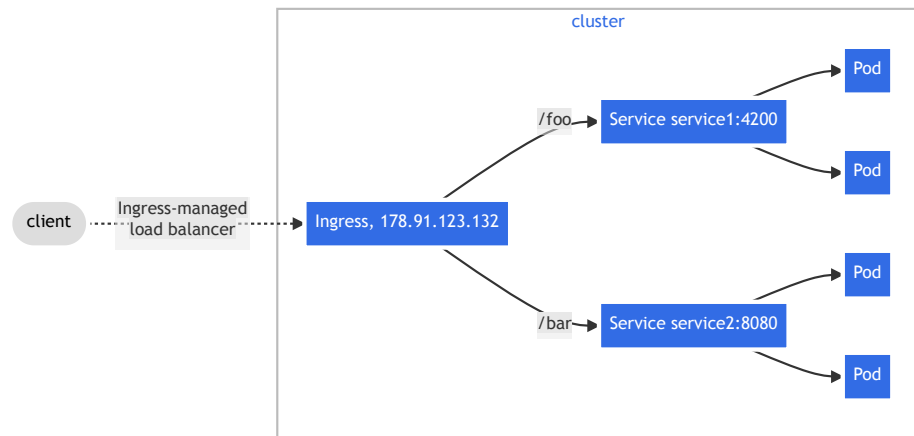 cluster
Pod
/foo
Service service1:4200
Pod
client
Ingress-managed
load balancer
Ingress, 178.91.123.132
Pod
/bar
Service service2:8080
Pod